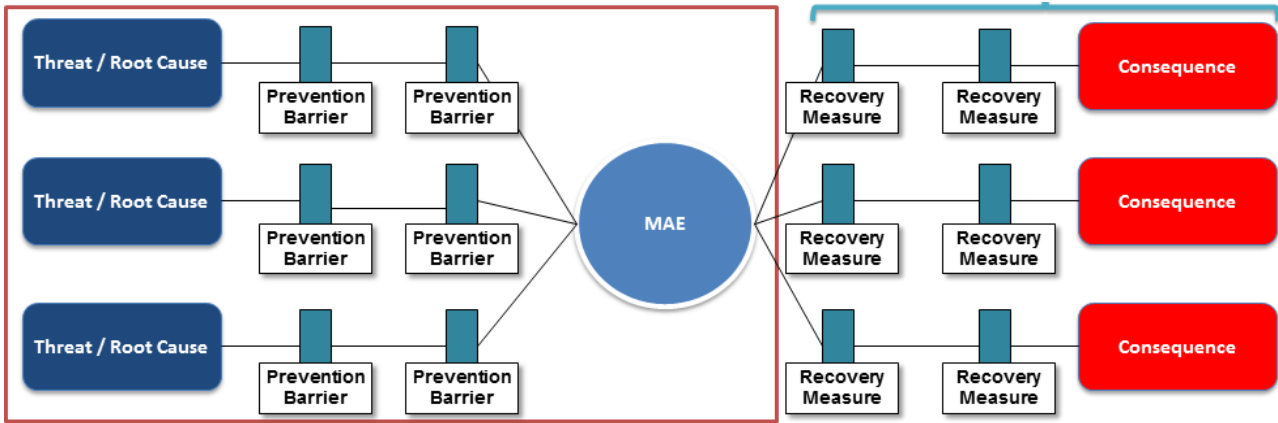 Threat / Root Cause
Prevention
Barrier
Prevention
Barrier
Recovery
Measure
Recovery
Measure
Consequence
Threat / Root Cause
Prevention
Barrier
Prevention
Barrier
MAE
Recovery
Measure
Recovery
Measure
Consequence
Threat / Root Cause
Prevention
Barrier
Prevention
Barrier
Recovery
Measure
Recovery
Measure
Consequence